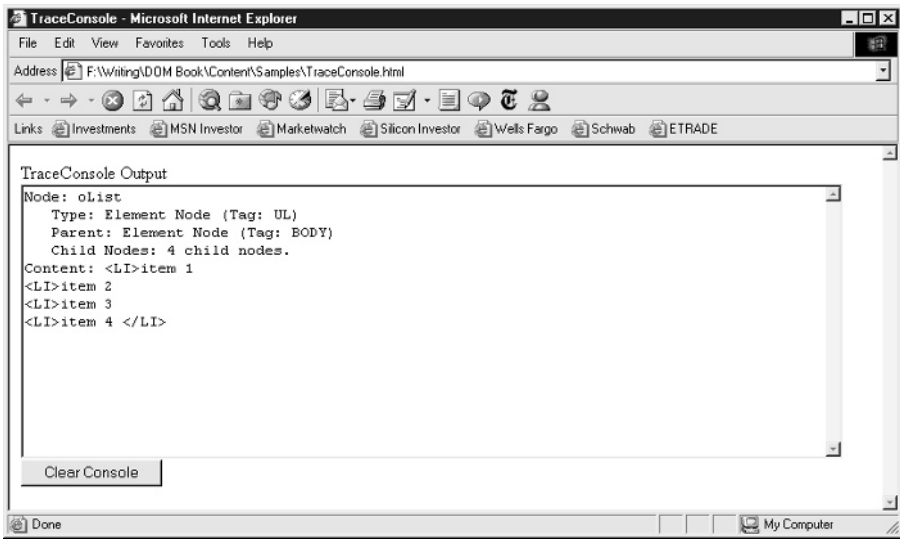 TraceConsole - Microsoft Internet Explorer
File Edit View Favorites Tools Help
Address F:\Writing\DOM Book\Content\Samples\TraceConsole.html
Links Investments MSN Investor Marketwatch Silicon Investor Wells Fargo Schwab ETRADE
TraceConsole Output
Node: oList
   Type: Element Node (Tag: UL)
   Parent: Element Node (Tag: BODY)
   Child Nodes: 4 child nodes.
Content: <LI>item 1
<LI>item 2
<LI>item 3
<LI>item 4 </LI>
Clear Console
Done My Computer